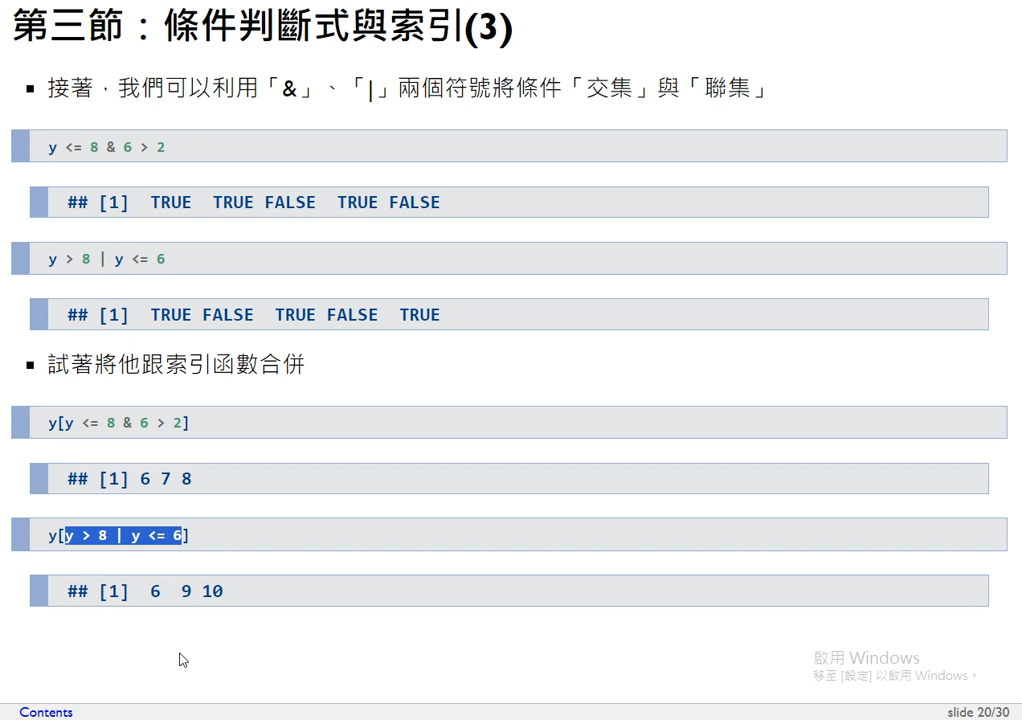 第三節：條件判斷式與索引(3)
接著，我們可以利用「&」、「|」兩個符號將條件「交集」與「聯集」
y <= 8 & 6 > 2
## [1]  TRUE  TRUE FALSE  TRUE FALSE
y > 8 | y <= 6
## [1]  TRUE FALSE  TRUE FALSE  TRUE
試著將他跟索引函數合併
y[y <= 8 & 6 > 2]
## [1] 6 7 8
y[y > 8 | y <= 6]
## [1]  6  9 10
啟用 Windows
移至 [設定] 以啟用 Windows。
Contents
slide 20/30